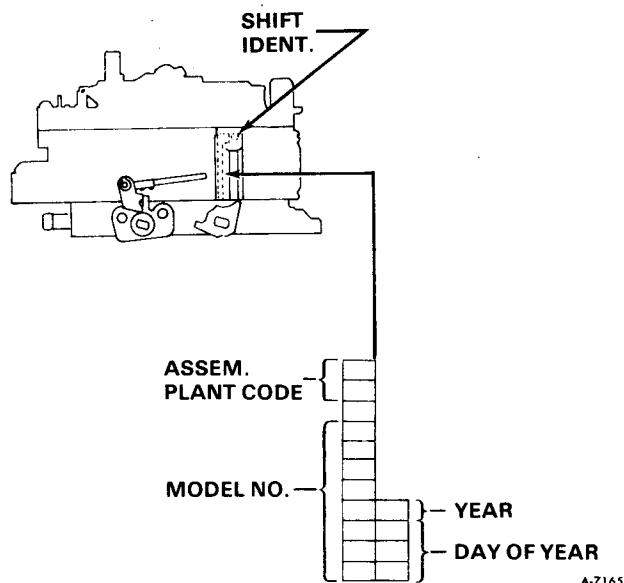 SHIFT
IDENT.
ASSEM.
PLANT CODE
MODEL NO.
YEAR
DAY OF YEAR
A-7165